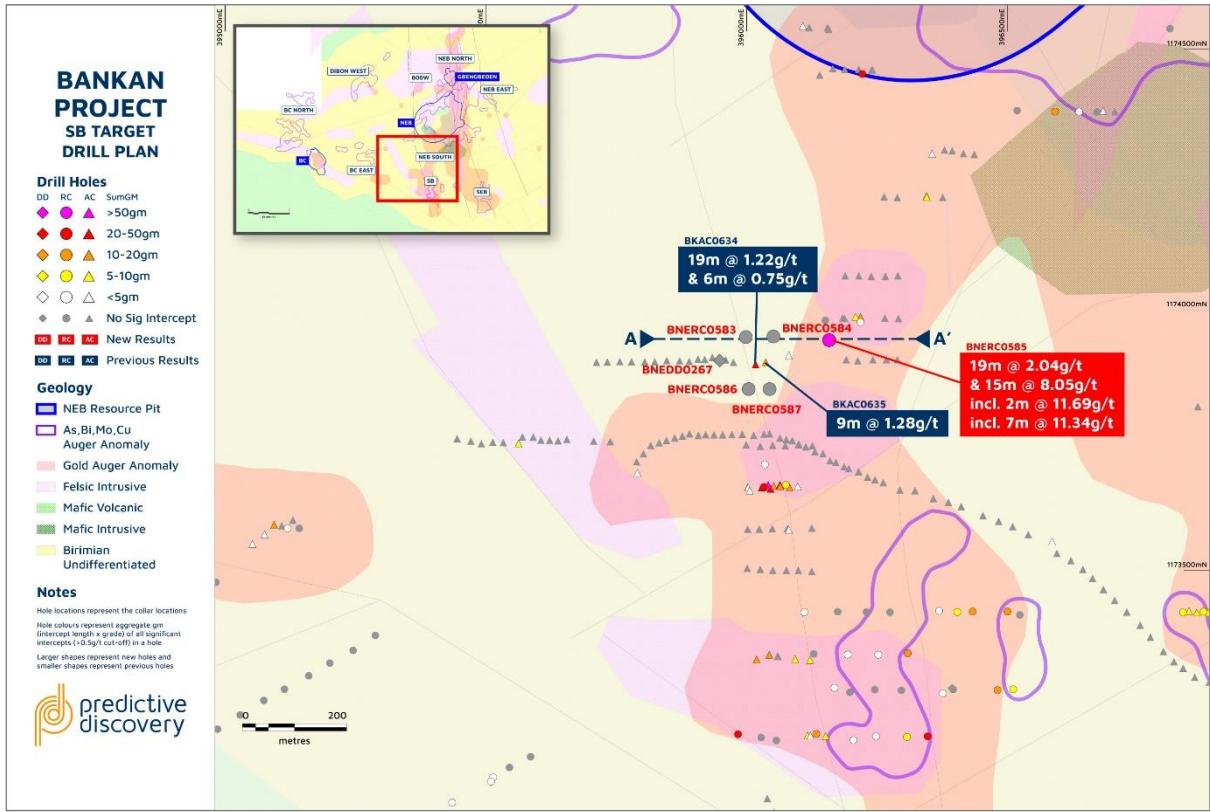 BANKAN
PROJECT
SB TARGET
DRILL PLAN
Drill Holes
DD RC AC SumGM
>50gm
20-50gm
10-20gm
5-10gm
<5gm
No Sig Intercept
DD RC AC New Results
DD RC AC Previous Results
Geology
NEB Resource Pit
As,Bi,Mo,Cu
Auger Anomaly
Gold Auger Anomaly
Felsic Intrusive
Mafic Volcanic
Mafic Intrusive
Birimian
Undifferentiated
Notes
Hole locations represent the collar locations
Hole colours represent aggregate gm
(intercept length x grade) of all significant
intercepts (>0.5g/t cut-off) in a hole
Larger shapes represent new holes and
smaller shapes represent previous holes
predictive
discovery
395000mE
396000mE
396500mE
1174500mN
1174000mN
1173500mN
NEB NORTH
DIBON WEST
BOOW
GBENGBEDEN
NEB EAST
BC NORTH
NEB
BC
BC EAST
NEB SOUTH
SB
SEB
BKAC0634
19m @ 1.22g/t
& 6m @ 0.75g/t
A
BNERC0583
BNERC0584
A'
BNERC0585
19m @ 2.04g/t
& 15m @ 8.05g/t
incl. 2m @ 11.69g/t
incl. 7m @ 11.34g/t
BNEDD0267
BNERC0586
BNERC0587
BKAC0635
9m @ 1.28g/t
0 200
metres